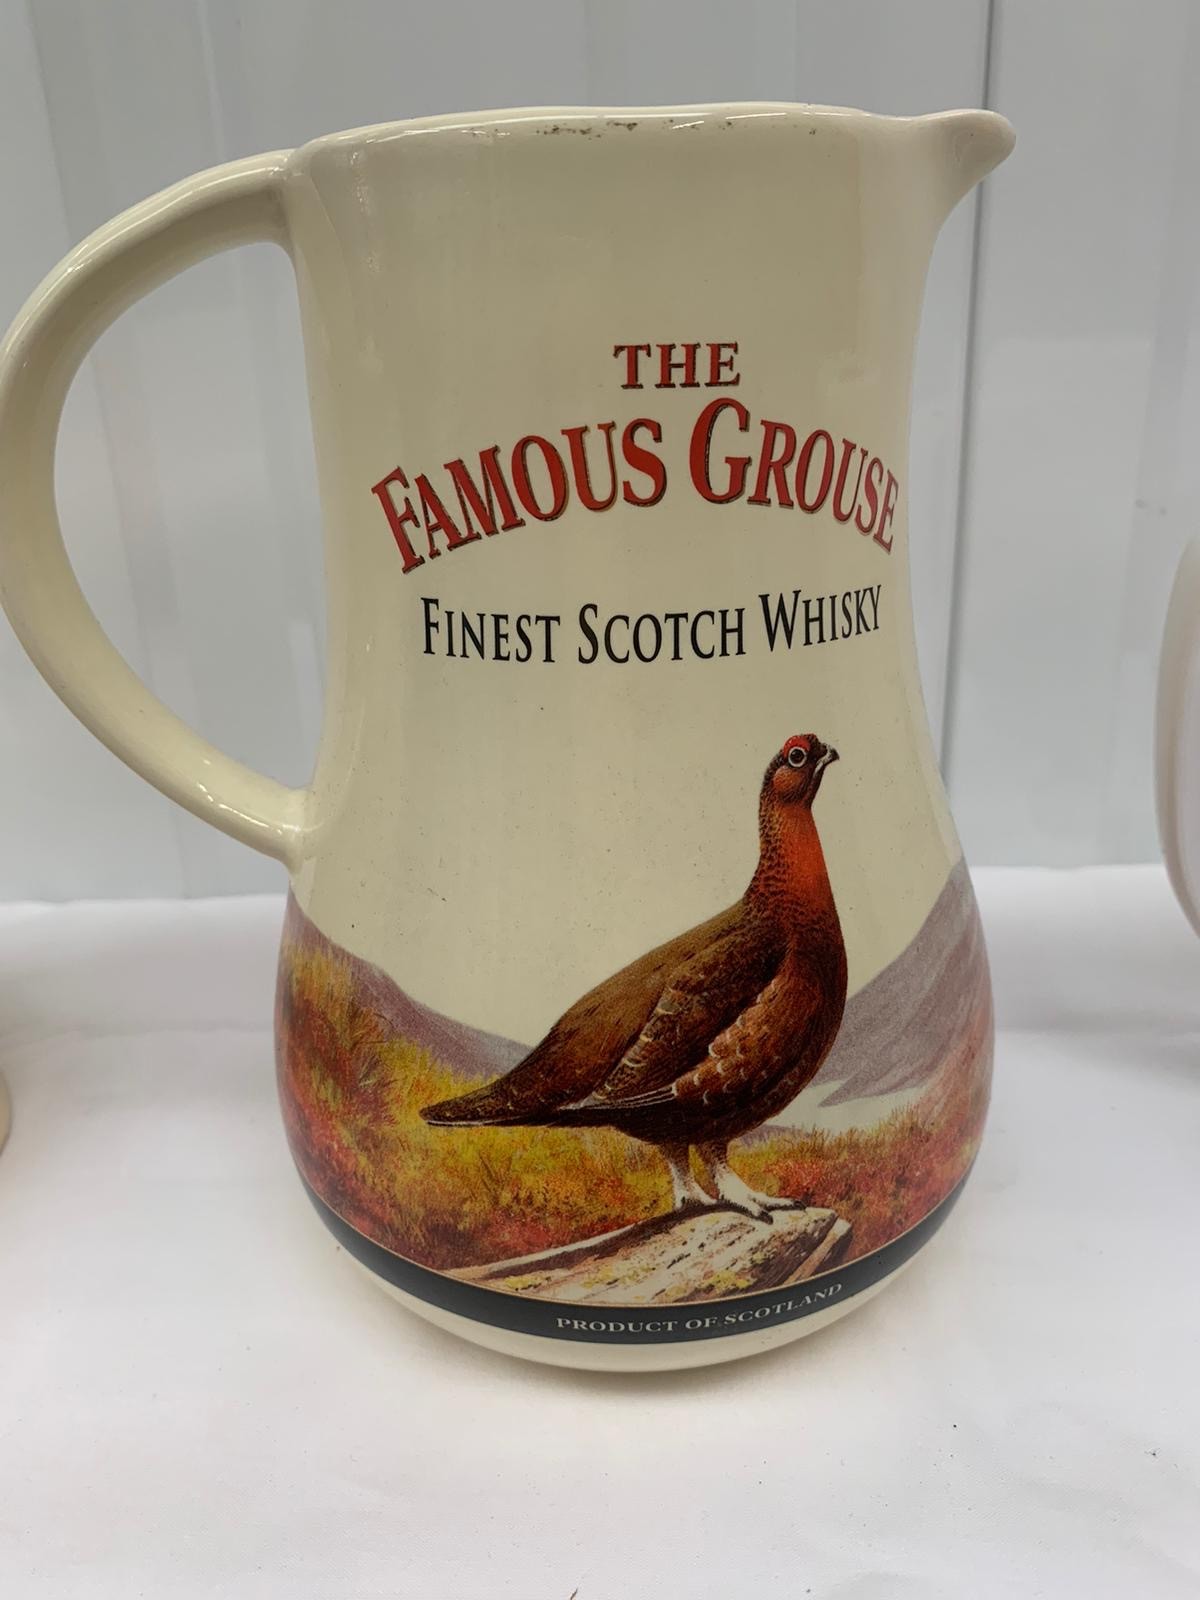 THE
FAMOUS GROUSE
FINEST SCOTCH WHISKY
PRODUCT OF SCOTLAND